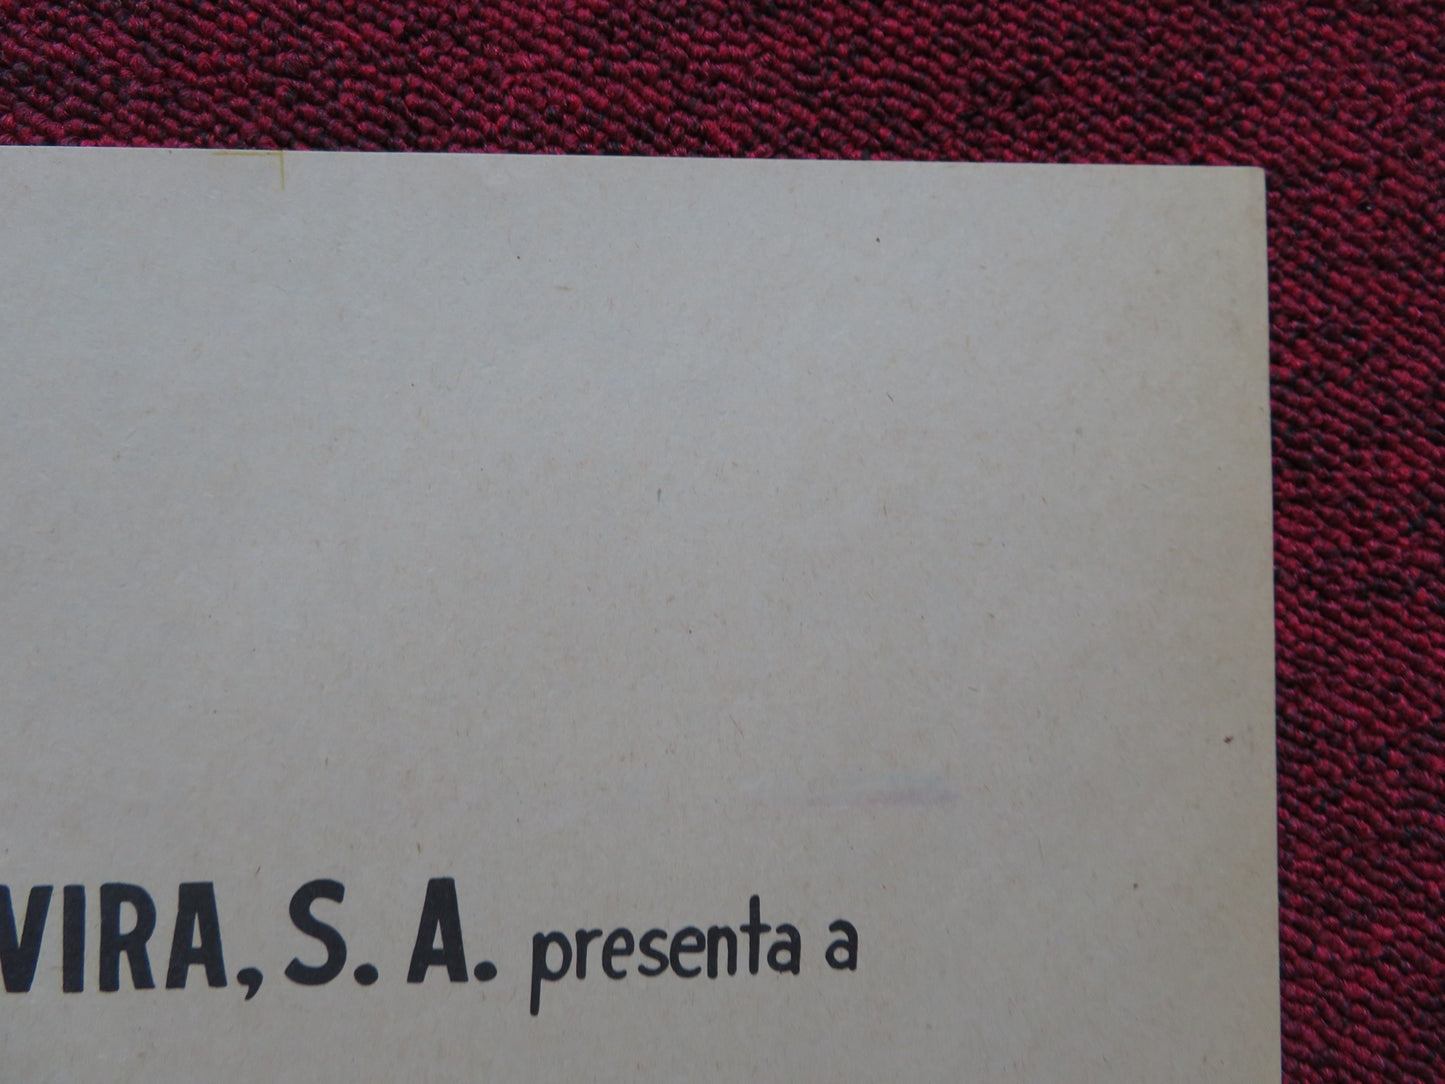 VIRA, S. A. presenta a